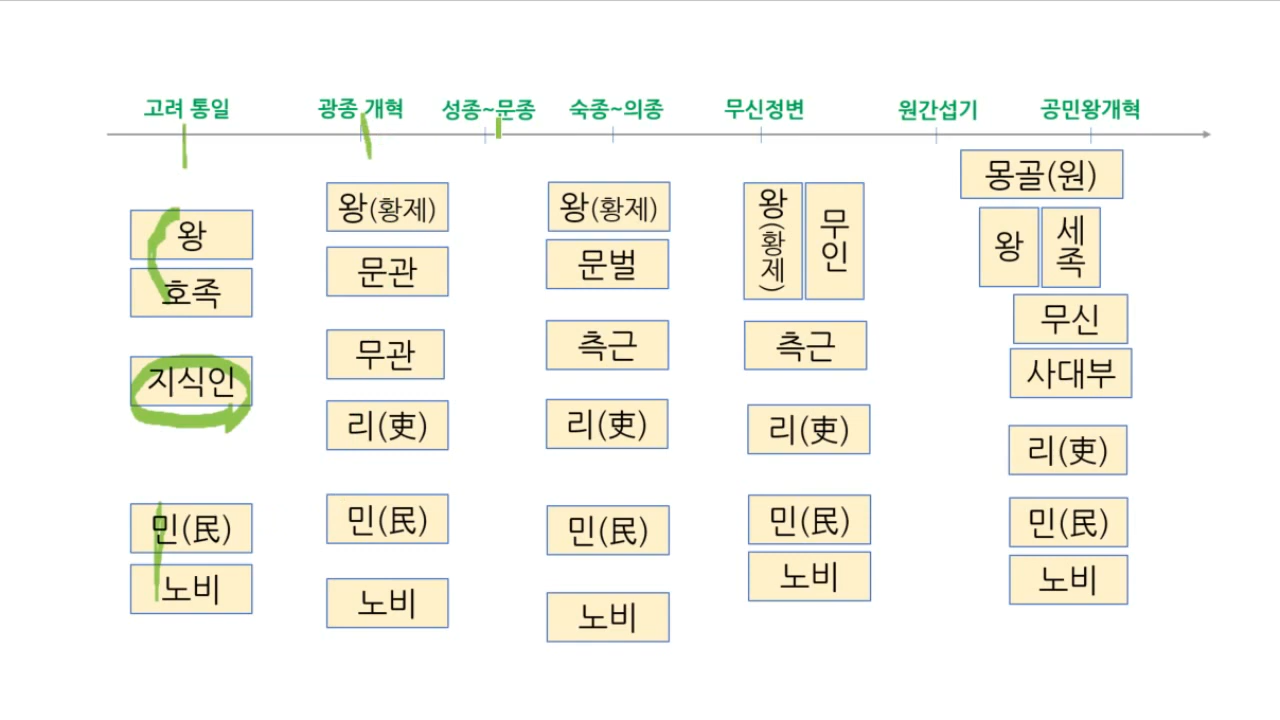 고려 통일
광종 개혁
성종~문종
숙종~의종
무신정변
원간섭기
공민왕개혁
왕
호족
지식인
민(民)
노비
왕(황제)
문관
무관
리(吏)
민(民)
노비
왕(황제)
문벌
측근
리(吏)
민(民)
노비
왕(황제)
무인
측근
리(吏)
민(民)
노비
몽골(원)
왕
세족
무신
사대부
리(吏)
민(民)
노비